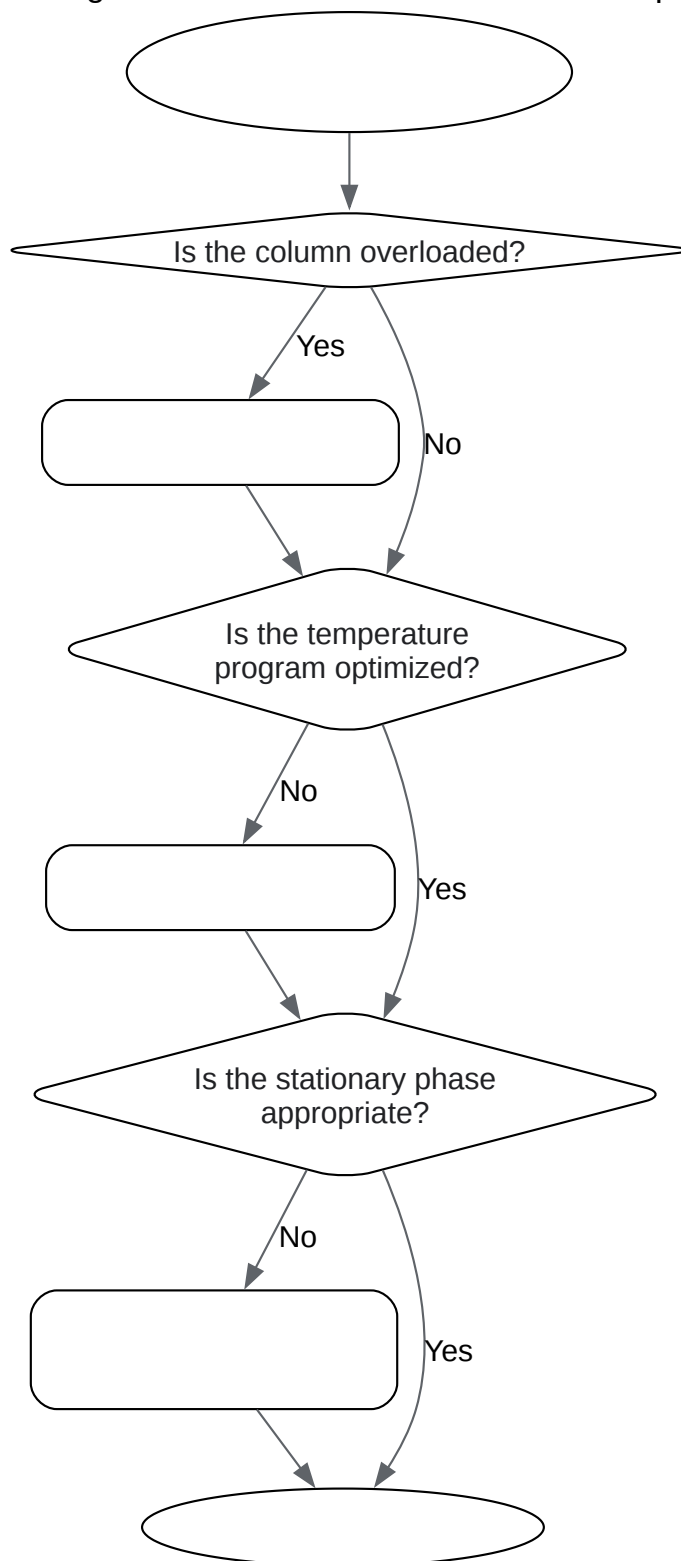 Is the column overloaded?
Yes
No
Is the temperature
program optimized?
No
Yes
Is the stationary phase
appropriate?
No
Yes